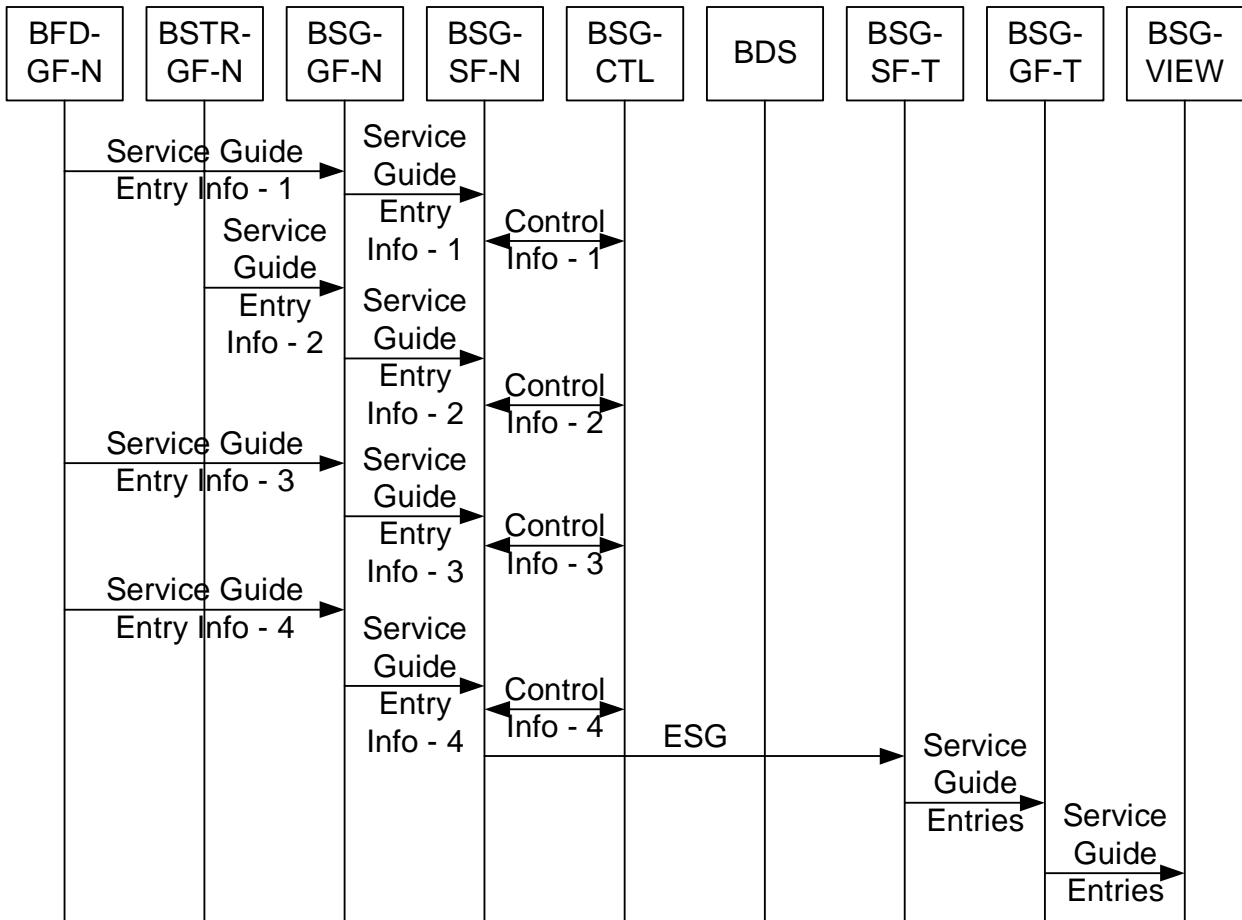 BFD-
GF-N
BSTR-
GF-N
BSG-
GF-N
BSG-
SF-N
BSG-
CTL
BDS
BSG-
SF-T
BSG-
GF-T
BSG-
VIEW
Service Guide
Entry Info - 1
Service
Guide
Entry
Info - 1
Control
Info - 1
Service
Guide
Entry
Info - 2
Service
Guide
Entry
Info - 2
Control
Info - 2
Service Guide
Entry Info - 3
Service
Guide
Entry
Info - 3
Control
Info - 3
Service Guide
Entry Info - 4
Service
Guide
Entry
Info - 4
Control
Info - 4
ESG
Service
Guide
Entries
Service
Guide
Entries